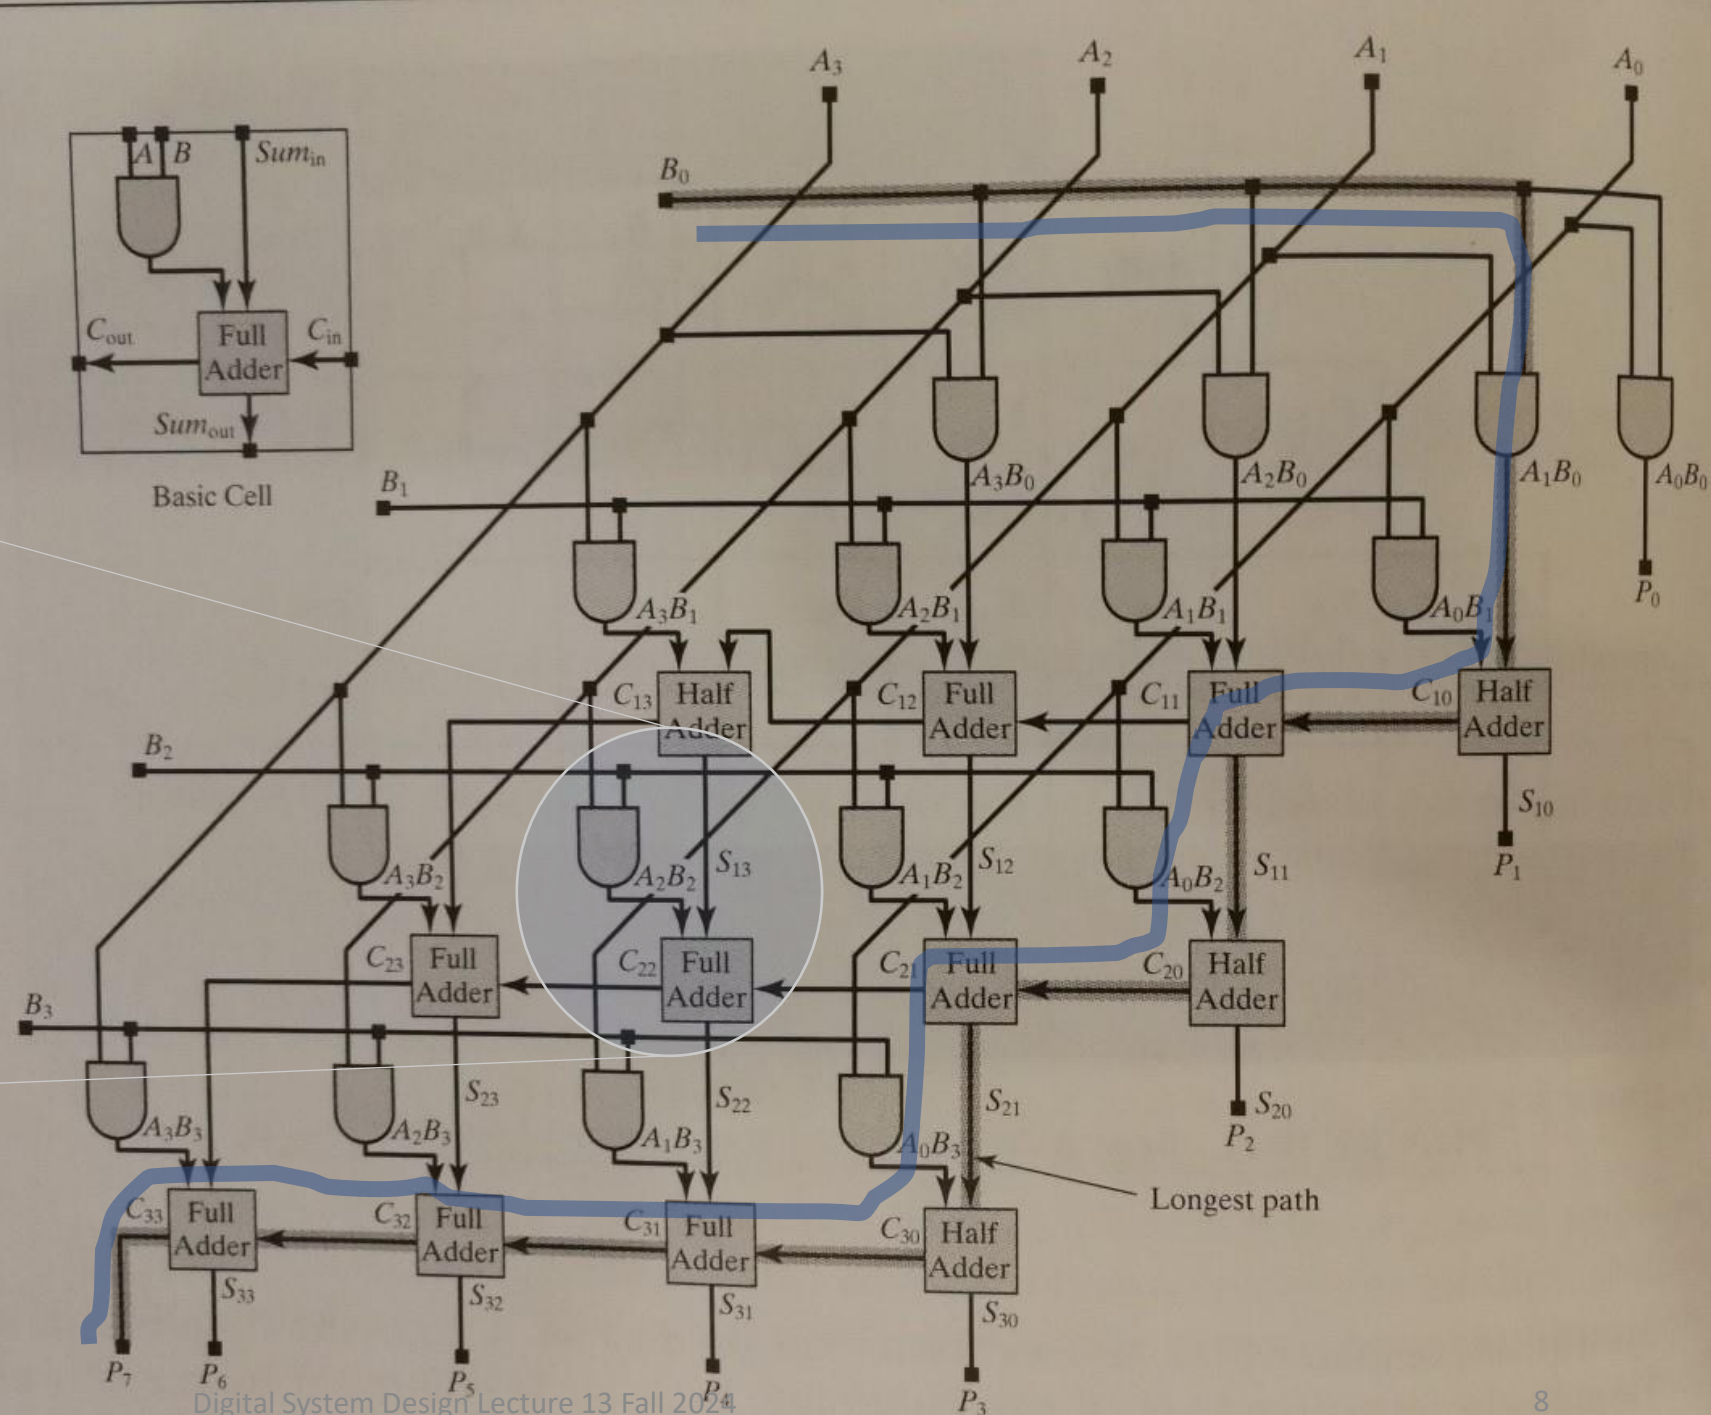 A3
A2
A1
A0
A B Sumin
B0
Cout
Full
Adder
Cin
Sumout
Basic Cell
B1
A3B0
A2B0
A1B0
A0B0
P0
A3B1
A2B1
A1B1
A0B1
C13
Half
Adder
C12
Full
Adder
C11
Full
Adder
C10
Half
Adder
B2
S10
P1
A3B2
A2B2
S13
A1B2
S12
A0B2
S11
C23
Full
Adder
C22
Full
Adder
C21
Full
Adder
C20
Half
Adder
B3
S23
S22
S21
S20
P2
A3B3
A2B3
A1B3
A0B3
Longest path
C33
Full
Adder
C32
Full
Adder
C31
Full
Adder
C30
Half
Adder
S33
S32
S31
S30
P7
P6
P5
P3
Digital System Design Lecture 13 Fall 2024
8